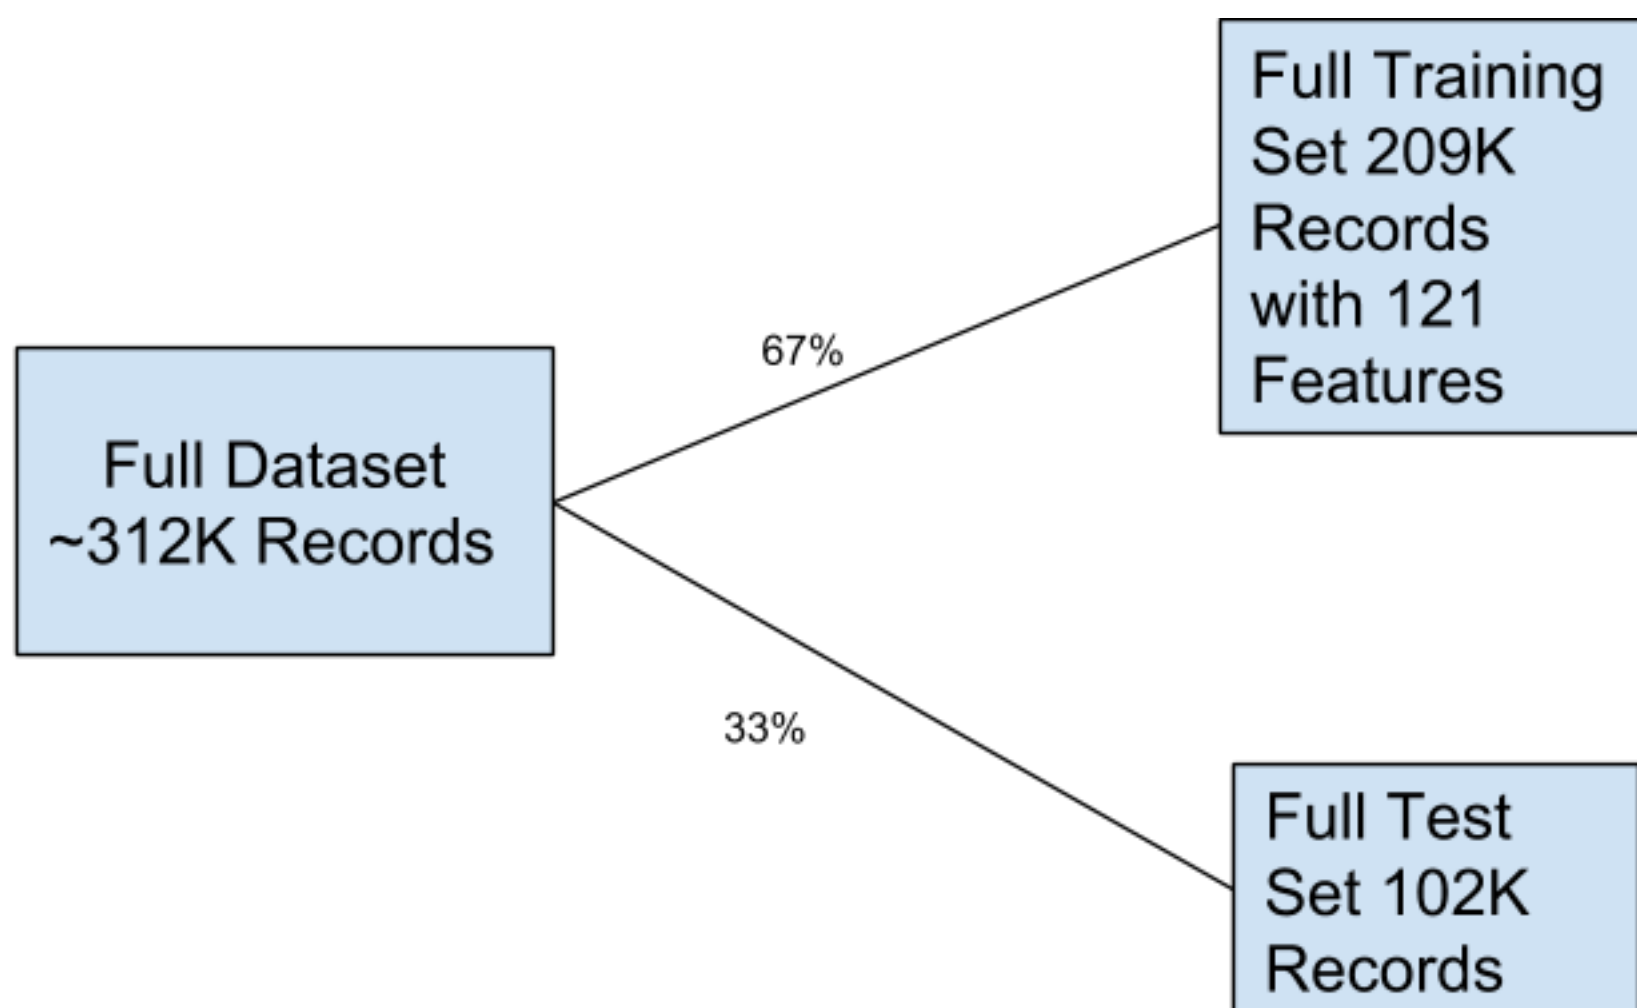 Full Training
Set 209K
Records
with 121
Features
67%
Full Dataset
~312K Records
33%
Full Test
Set 102K
Records